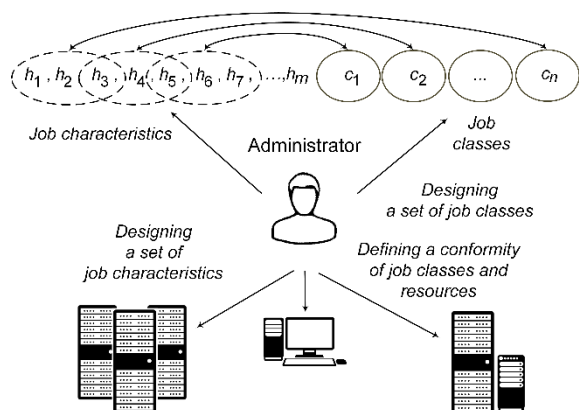 h1 , h2 , h3 , h4 , h5 , h6 , h7 , ...,hm c1 c2 ... cn
Job characteristics
Job
classes
Administrator
Designing
a set of job classes
Designing
a set of
job characteristics
Defining a conformity
of job classes and
resources